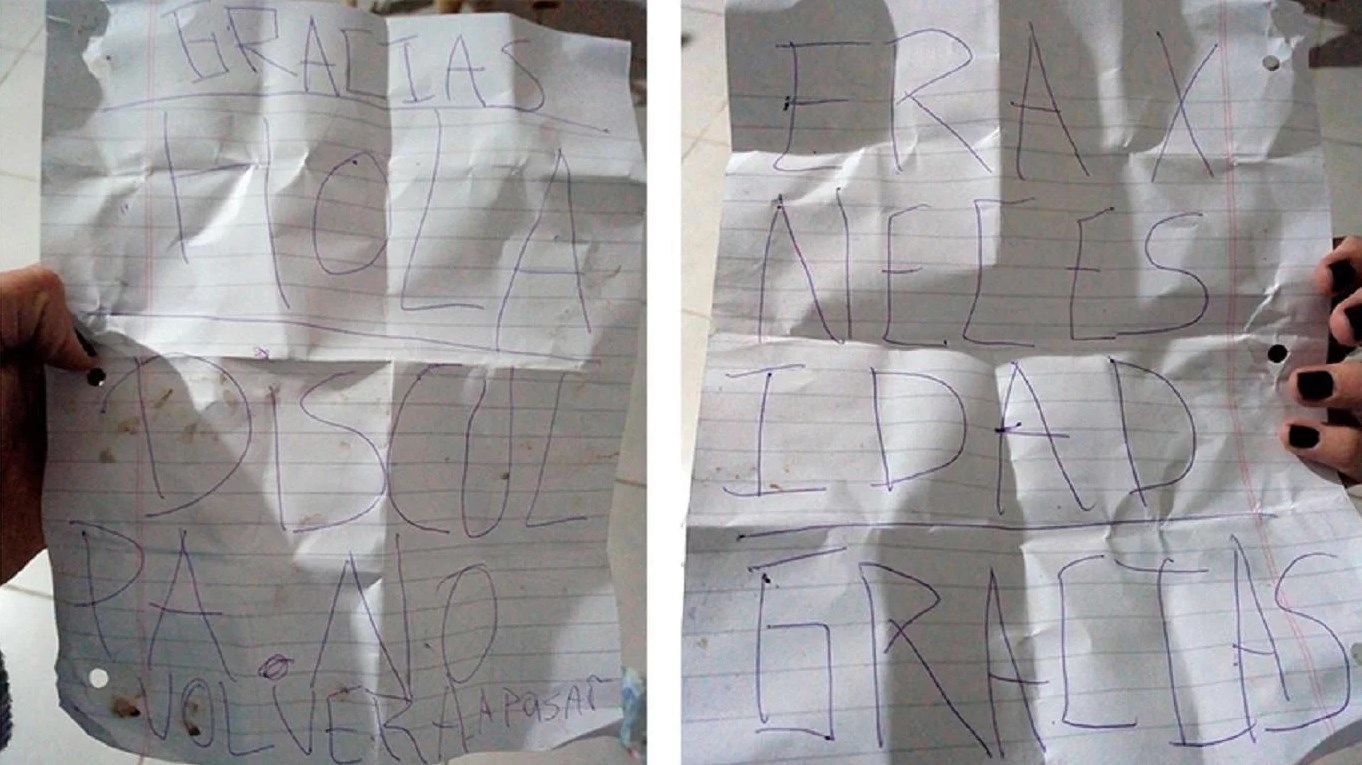 GRACIAS
HOLA
DISCUL
PA.NO
VOLVERA A PASAR
ERA X
NECES
IDAD
GRACIAS